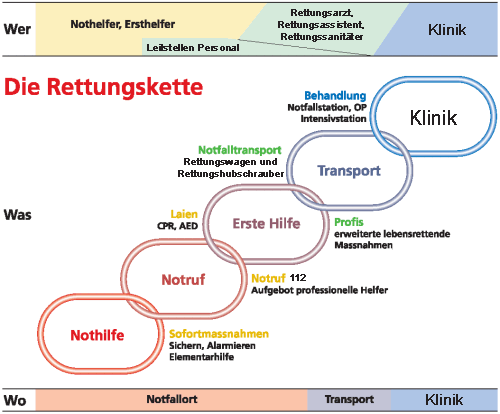 Wer
Nothelfer, Ersthelfer
Leitstellen Personal
Rettungsarzt,
Rettungsassistent,
Rettungssanitäter
Klinik
Die Rettungskette
Behandlung
Notfallstation, OP
Intensivstation
Klinik
Notfalltransport
Rettungswagen und
Rettungshubschrauber
Transport
Was
Laien
CPR, AED
Erste Hilfe
Profis
erweiterte lebensrettende
Massnahmen
Notruf
Notruf 112
Aufgebot professionelle Helfer
Nothilfe
Sofortmassnahmen
Sichern, Alarmieren
Elementarhilfe
Wo
Notfallort
Transport
Klinik